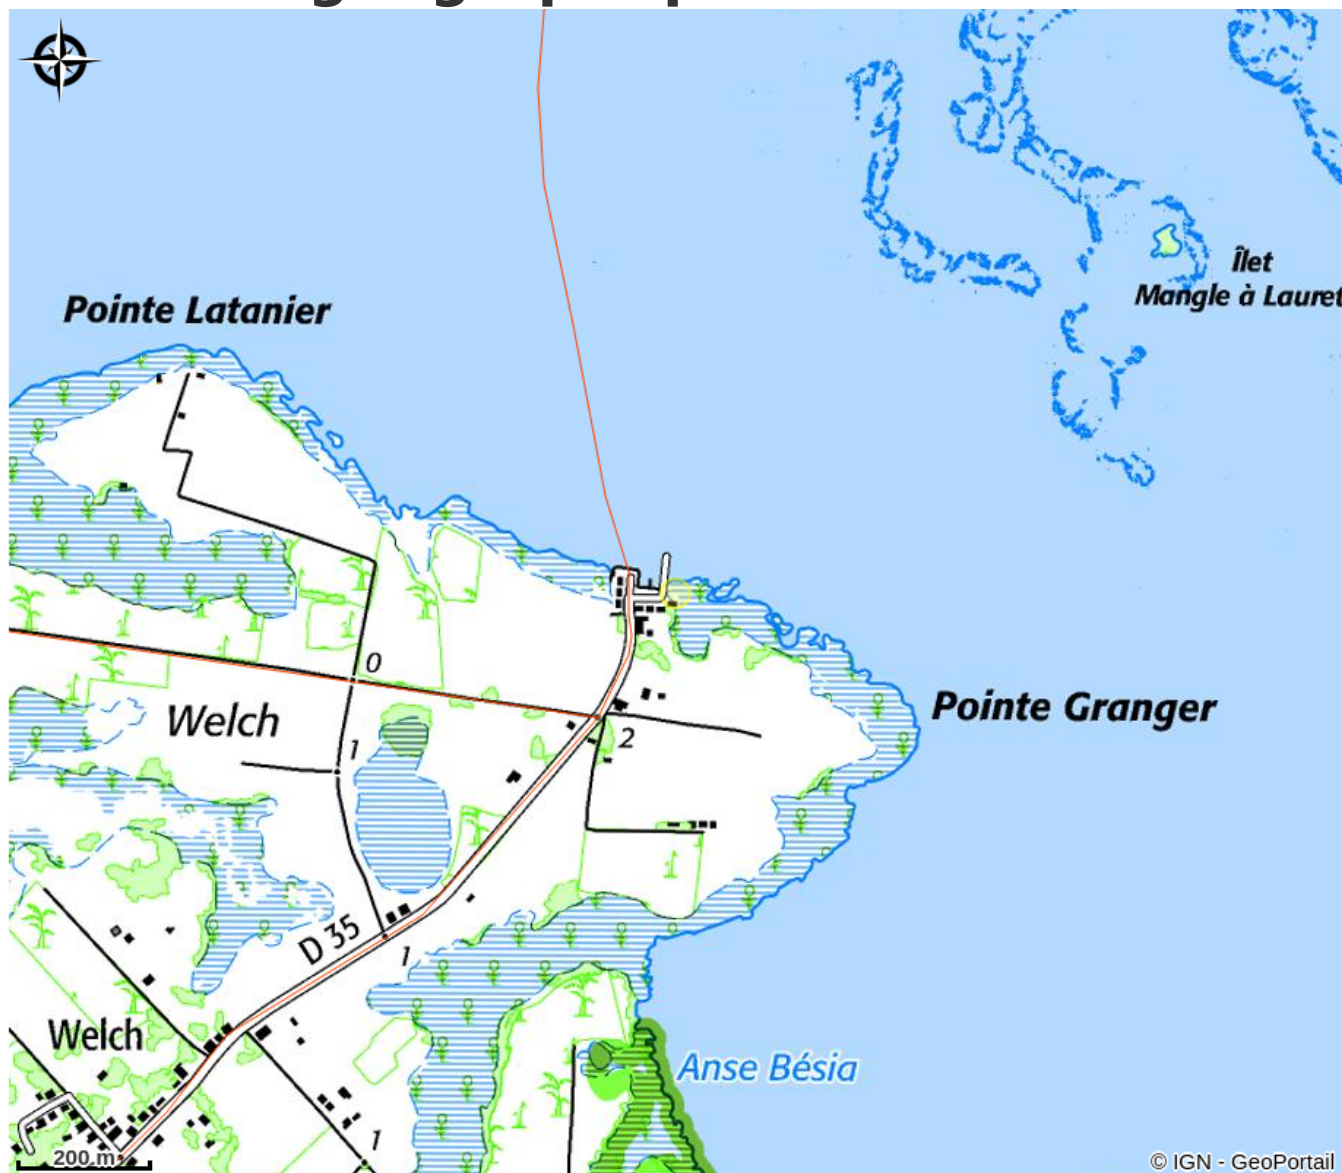 Îlet
Mangle à Lauret
Pointe Latanier
0
Welch
Pointe Granger
2
1
D 35
1
Welch
Anse Bésia
1
200 m
© IGN - GeoPortail